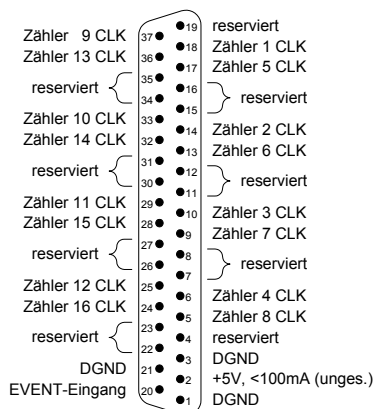 19 reserviert
Zähler 9 CLK 37
18 Zähler 1 CLK
Zähler 13 CLK 36
17 Zähler 5 CLK
35
16
reserviert
reserviert
34
15
Zähler 10 CLK 33
14 Zähler 2 CLK
Zähler 14 CLK 32
13 Zähler 6 CLK
31
12
reserviert
reserviert
30
11
Zähler 11 CLK 29
10 Zähler 3 CLK
Zähler 15 CLK 28
9 Zähler 7 CLK
27
8
reserviert
reserviert
26
7
Zähler 12 CLK 25
6 Zähler 4 CLK
Zähler 16 CLK 24
5 Zähler 8 CLK
23
reserviert
4 reserviert
22
3 DGND
DGND 21
2 +5V, <100mA (unges.)
EVENT-Eingang 20
1 DGND